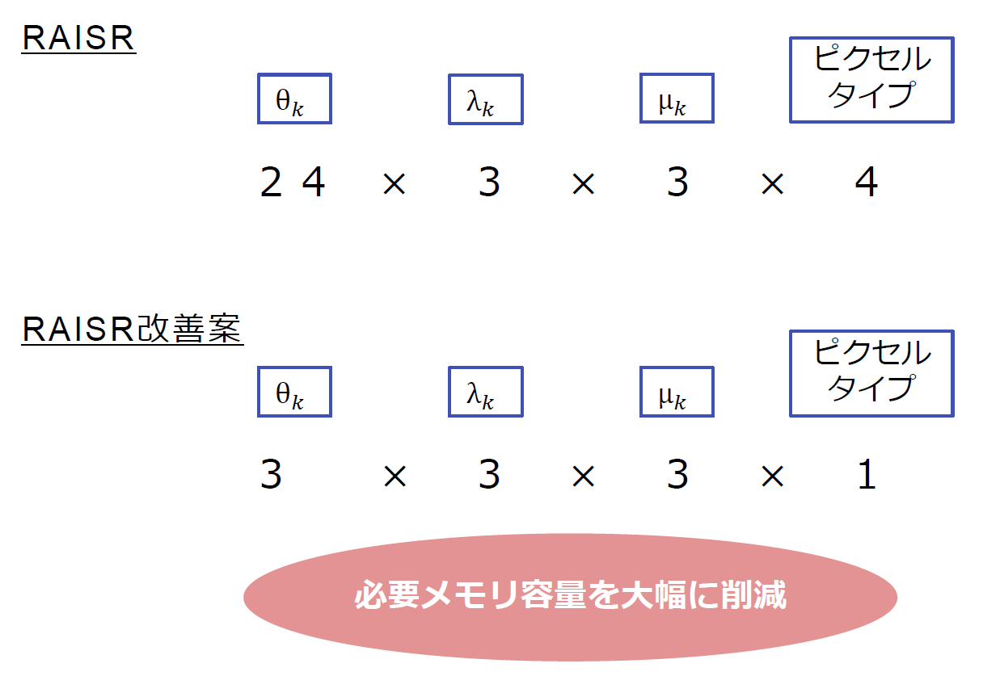 RAISR
θk λk μk ピクセル
タイプ
２４ × 3 × 3 × 4
RAISR改善案
θk λk μk ピクセル
タイプ
3 × 3 × 3 × 1
必要メモリ容量を大幅に削減